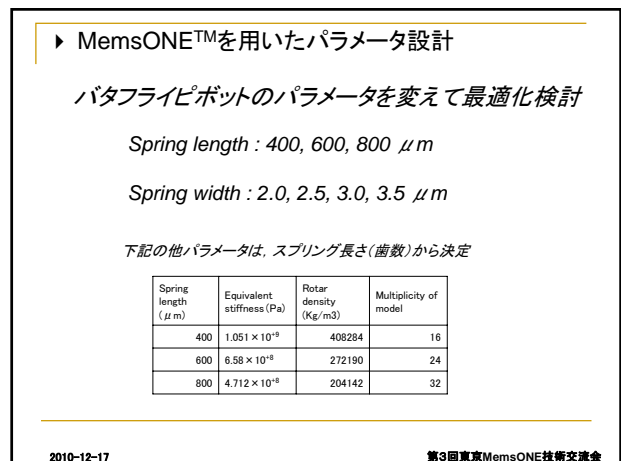 ▶ MemsONE™を用いたパラメータ設計
バタフライピボットのパラメータを変えて最適化検討
Spring length : 400, 600, 800 μm
Spring width : 2.0, 2.5, 3.0, 3.5 μm
下記の他パラメータは, スプリング長さ(歯数)から決定
Spring length (μm) Equivalent stiffness(Pa) Rotar density (Kg/m3) Multiplicity of model
400 1.051×10⁺⁹ 408284 16
600 6.58×10⁺⁸ 272190 24
800 4.712×10⁺⁸ 204142 32
2010-12-17 第3回東京MemsONE技術交流会